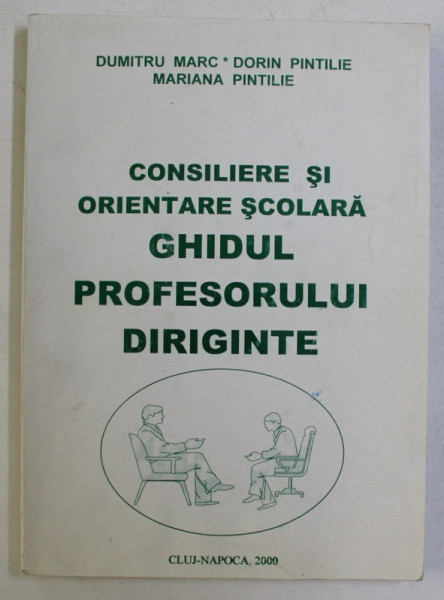 DUMITRU MARC * DORIN PINTILIE
MARIANA PINTILIE
CONSILIERE ŞI
ORIENTARE ŞCOLARĂ
GHIDUL
PROFESORULUI
DIRIGINTE
CLUJ-NAPOCA, 2000